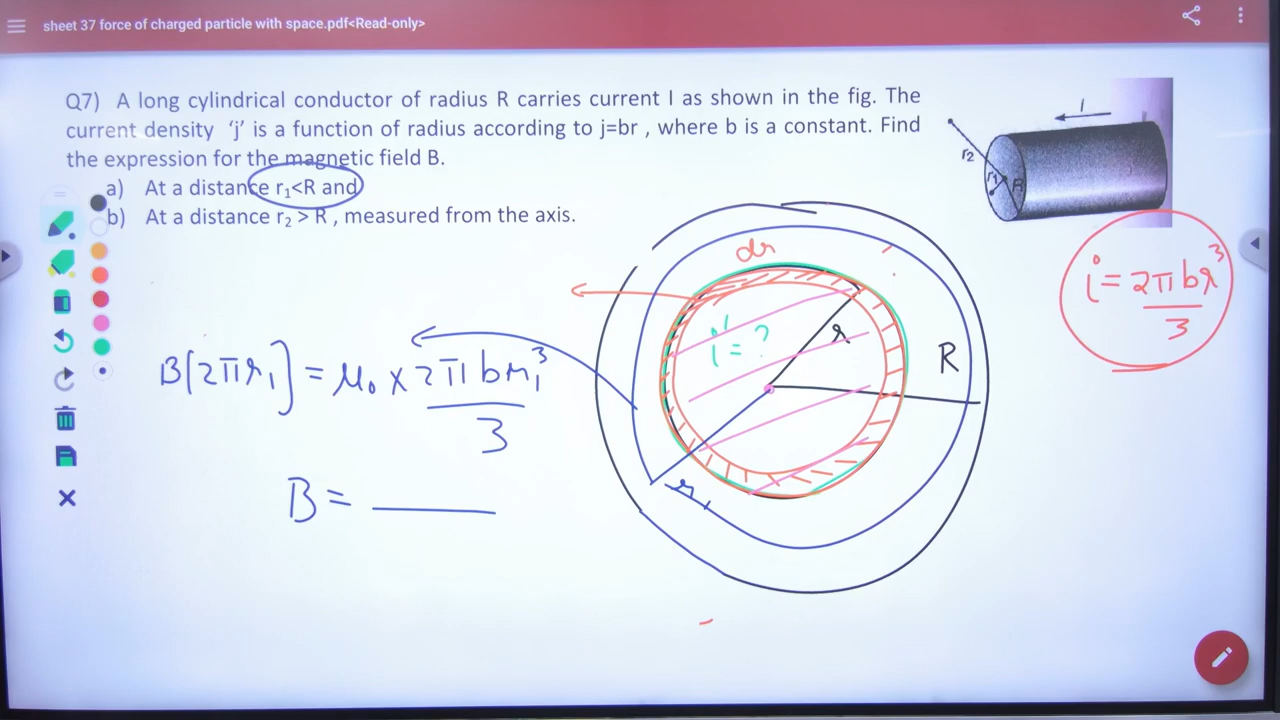 sheet 37 force of charged particle with space.pdf<Read-only>
Q7) A long cylindrical conductor of radius R carries current I as shown in the fig. The
current density 'j' is a function of radius according to j=br , where b is a constant. Find
the expression for the magnetic field B.
a) At a distance r₁<R and
b) At a distance r₂ > R , measured from the axis.
I
r₂
r₁
R
dr
i' = ?
r
R
r₁
i = 2πbr³/3
B(2πr₁) = μ₀ × 2πbr₁³/3
B =